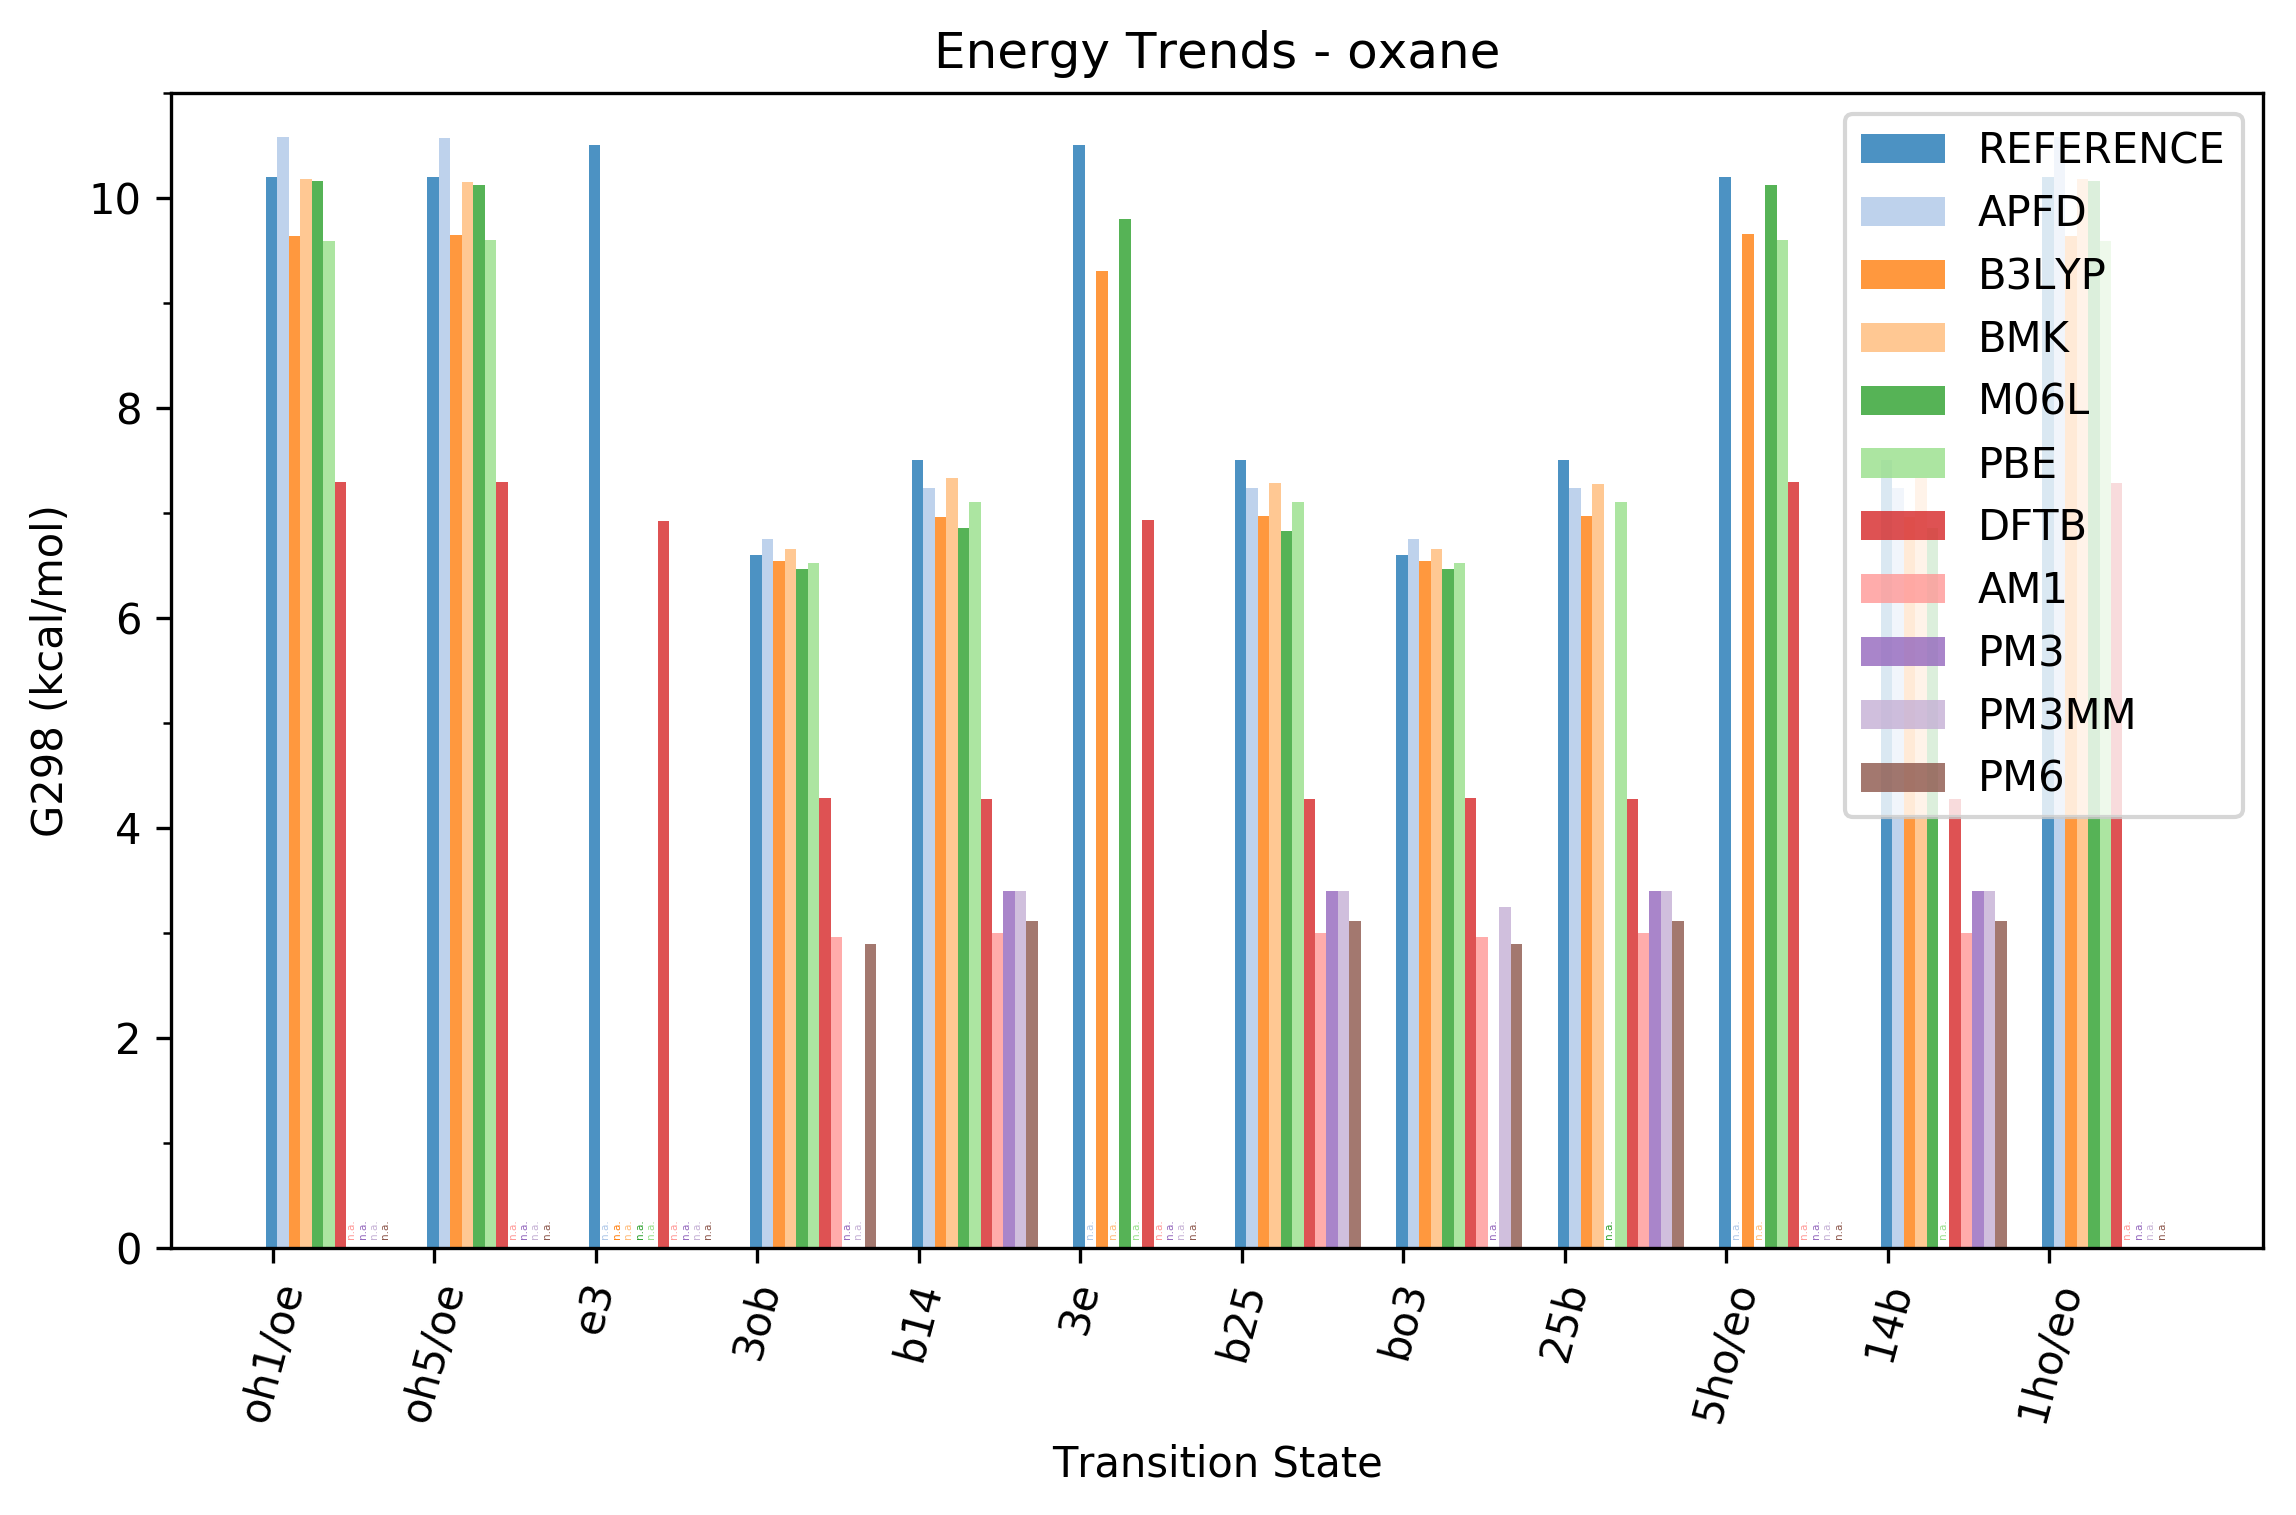 Energy Trends - oxane
G298 (kcal/mol)
10
8
6
4
2
0
REFERENCE
APFD
B3LYP
BMK
M06L
PBE
DFTB
AM1
PM3
PM3MM
PM6
n.a. n.a. n.a. n.a. n.a. n.a. n.a. n.a. n.a. n.a. n.a. n.a. n.a. n.a. n.a. n.a. n.a. n.a. n.a. n.a. n.a. n.a. n.a. n.a. n.a. n.a. n.a. n.a. n.a. n.a. n.a. n.a. n.a. n.a. n.a. n.a. n.a. n.a. n.a. n.a.
oh1/oe
oh5/oe
e3
3ob
b14
3e
b25
bo3
25b
5ho/eo
14b
1ho/eo
Transition State